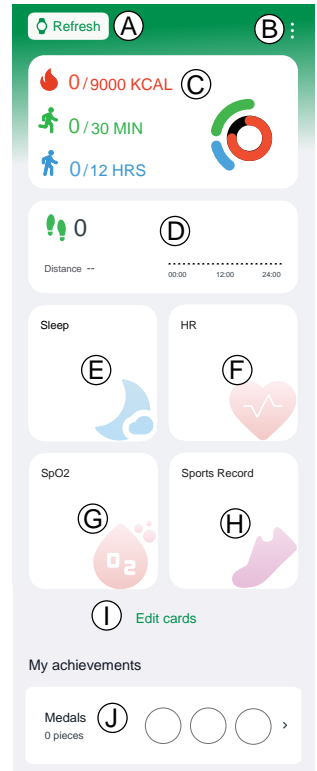 Refresh A B
0/9000 KCAL C
0/30 MIN
0/12 HRS
0 D
Distance --
00:00 12:00 24:00
Sleep HR
E F
SpO2 Sports Record
G H
O2
I Edit cards
My achievements
Medals J
0 pieces >